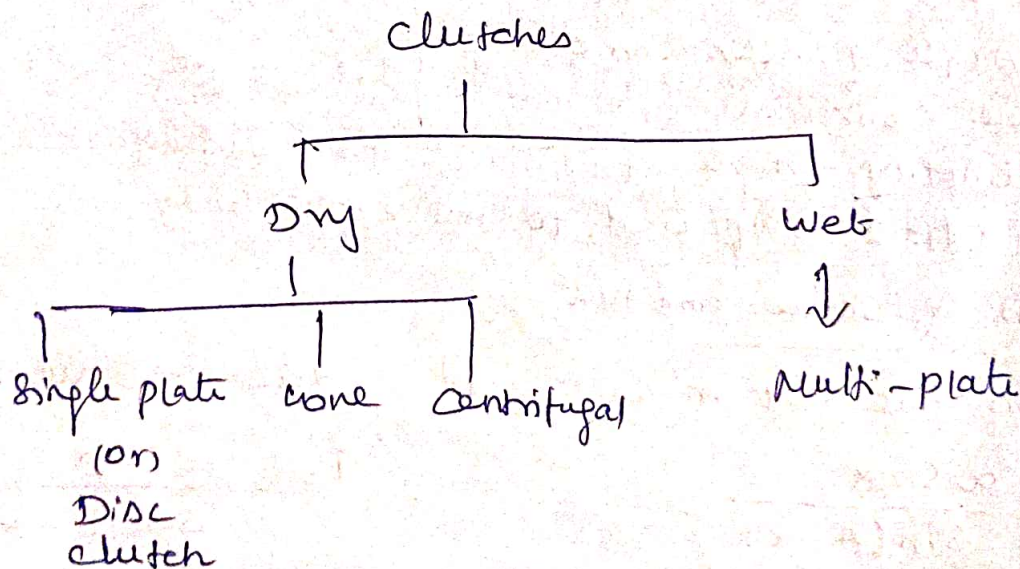 Clutches
Dry wet
Single plate cone Centrifugal Multi-plate
(or)
Disc
clutch